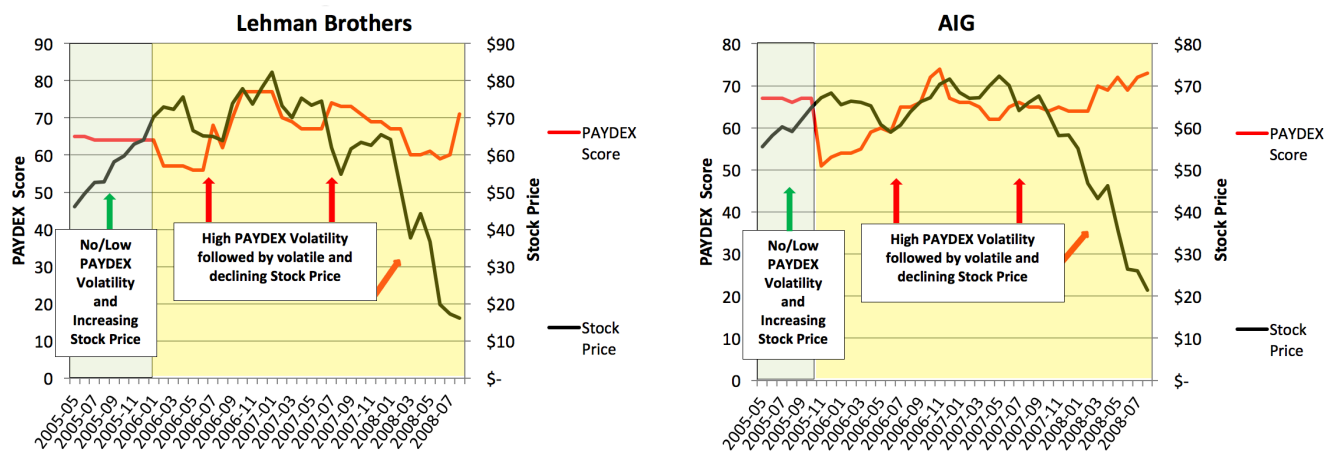 Lehman Brothers
90
80
70
60
50
40
30
20
10
0
PAYDEX Score
$90
$80
$70
$60
$50
$40
$30
$20
$10
$-
Stock Price
2005-05
2005-07
2005-09
2005-11
2006-01
2006-03
2006-05
2006-07
2006-09
2006-11
2007-01
2007-03
2007-05
2007-07
2007-09
2007-11
2008-01
2008-03
2008-05
2008-07
No/Low
PAYDEX
Volatility
and
Increasing
Stock Price
High PAYDEX Volatility
followed by volatile and
declining Stock Price
PAYDEX
Score
Stock
Price
AIG
80
70
60
50
40
30
20
10
0
PAYDEX Score
$80
$70
$60
$50
$40
$30
$20
$10
$-
Stock Price
2005-05
2005-07
2005-09
2005-11
2006-01
2006-03
2006-05
2006-07
2006-09
2006-11
2007-01
2007-03
2007-05
2007-07
2007-09
2007-11
2008-01
2008-03
2008-05
2008-07
No/Low
PAYDEX
Volatility
and
Increasing
Stock Price
High PAYDEX Volatility
followed by volatile and
declining Stock Price
PAYDEX
Score
Stock
Price